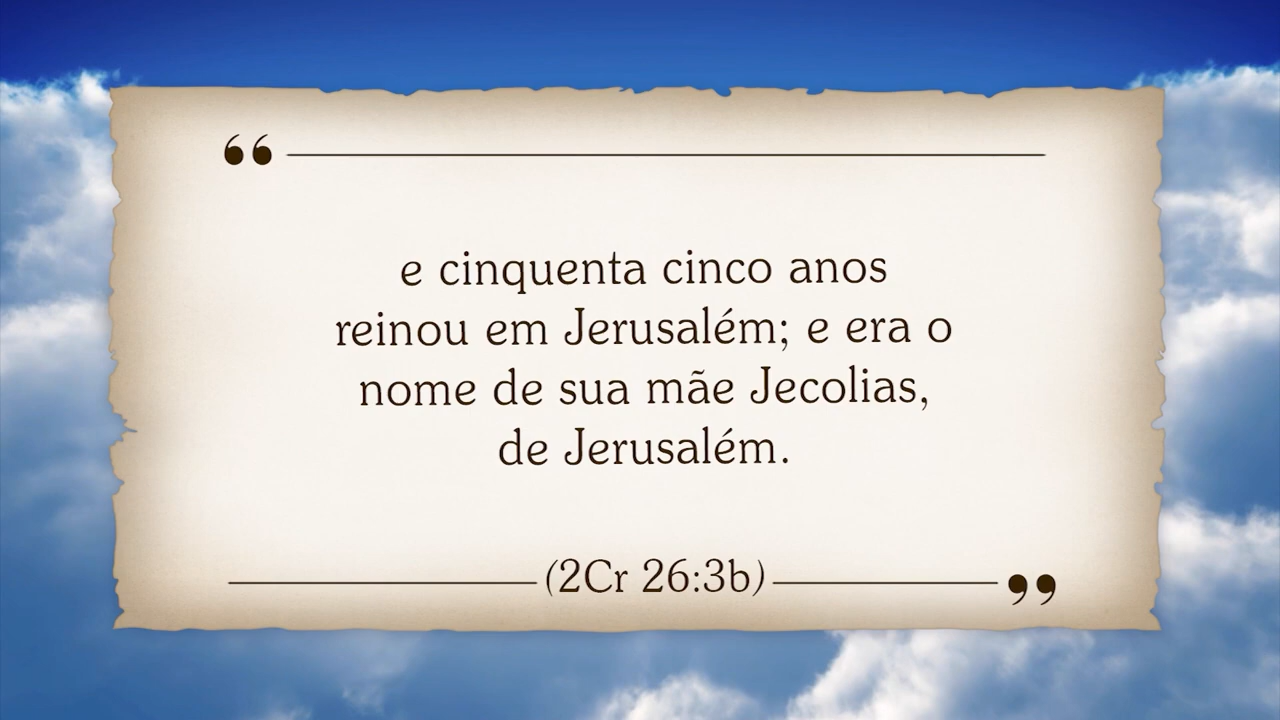 “
e cinquenta cinco anos
reinou em Jerusalém; e era o
nome de sua mãe Jecolias,
de Jerusalém.
(2Cr 26:3b)
”